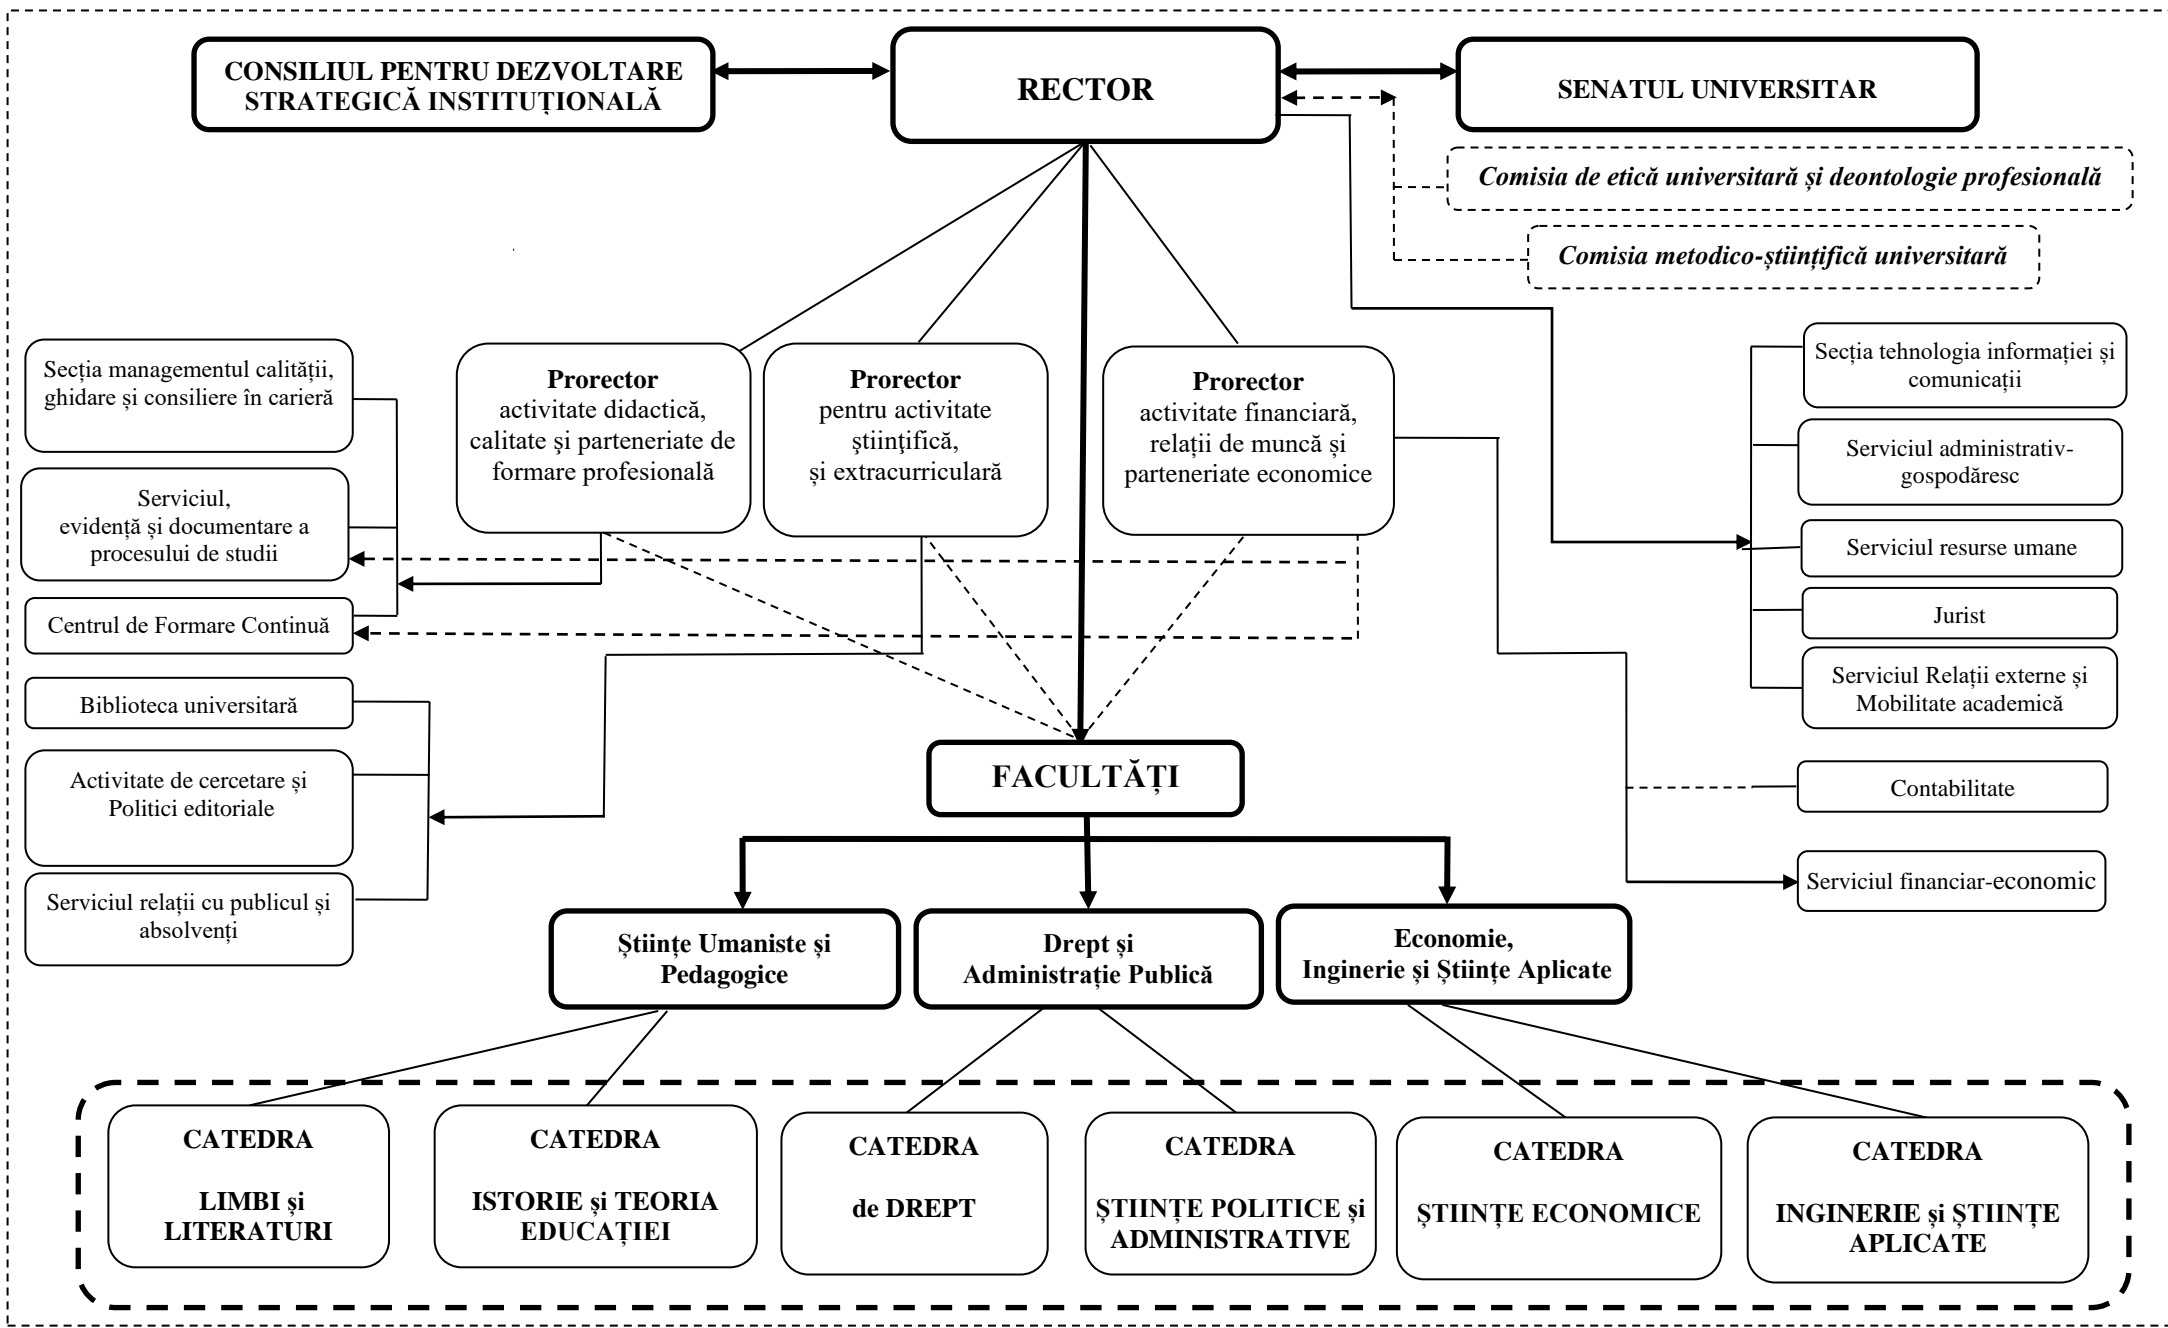 CONSILIUL PENTRU DEZVOLTARE
STRATEGICĂ INSTITUȚIONALĂ
RECTOR
SENATUL UNIVERSITAR
Comisia de etică universitară și deontologie profesională
Comisia metodico-științifică universitară
Secția managementul calității,
ghidare și consiliere în carieră
Serviciul,
evidență și documentare a
procesului de studii
Centrul de Formare Continuă
Biblioteca universitară
Activitate de cercetare și
Politici editoriale
Serviciul relații cu publicul și
absolvenți
Prorector
activitate didactică,
calitate şi parteneriate de
formare profesională
Prorector
pentru activitate
ştiinţifică,
și extracurriculară
Prorector
activitate financiară,
relații de muncă și
parteneriate economice
Secția tehnologia informației și
comunicații
Serviciul administrativ-
gospodăresc
Serviciul resurse umane
Jurist
Serviciul Relații externe și
Mobilitate academică
Contabilitate
Serviciul financiar-economic
FACULTĂȚI
Științe Umaniste și
Pedagogice
Drept și
Administrație Publică
Economie,
Inginerie și Științe Aplicate
CATEDRA
LIMBI și
LITERATURI
CATEDRA
ISTORIE și TEORIA
EDUCAȚIEI
CATEDRA
de DREPT
CATEDRA
ȘTIINȚE POLITICE și
ADMINISTRATIVE
CATEDRA
ȘTIINȚE ECONOMICE
CATEDRA
INGINERIE și ȘTIINȚE
APLICATE